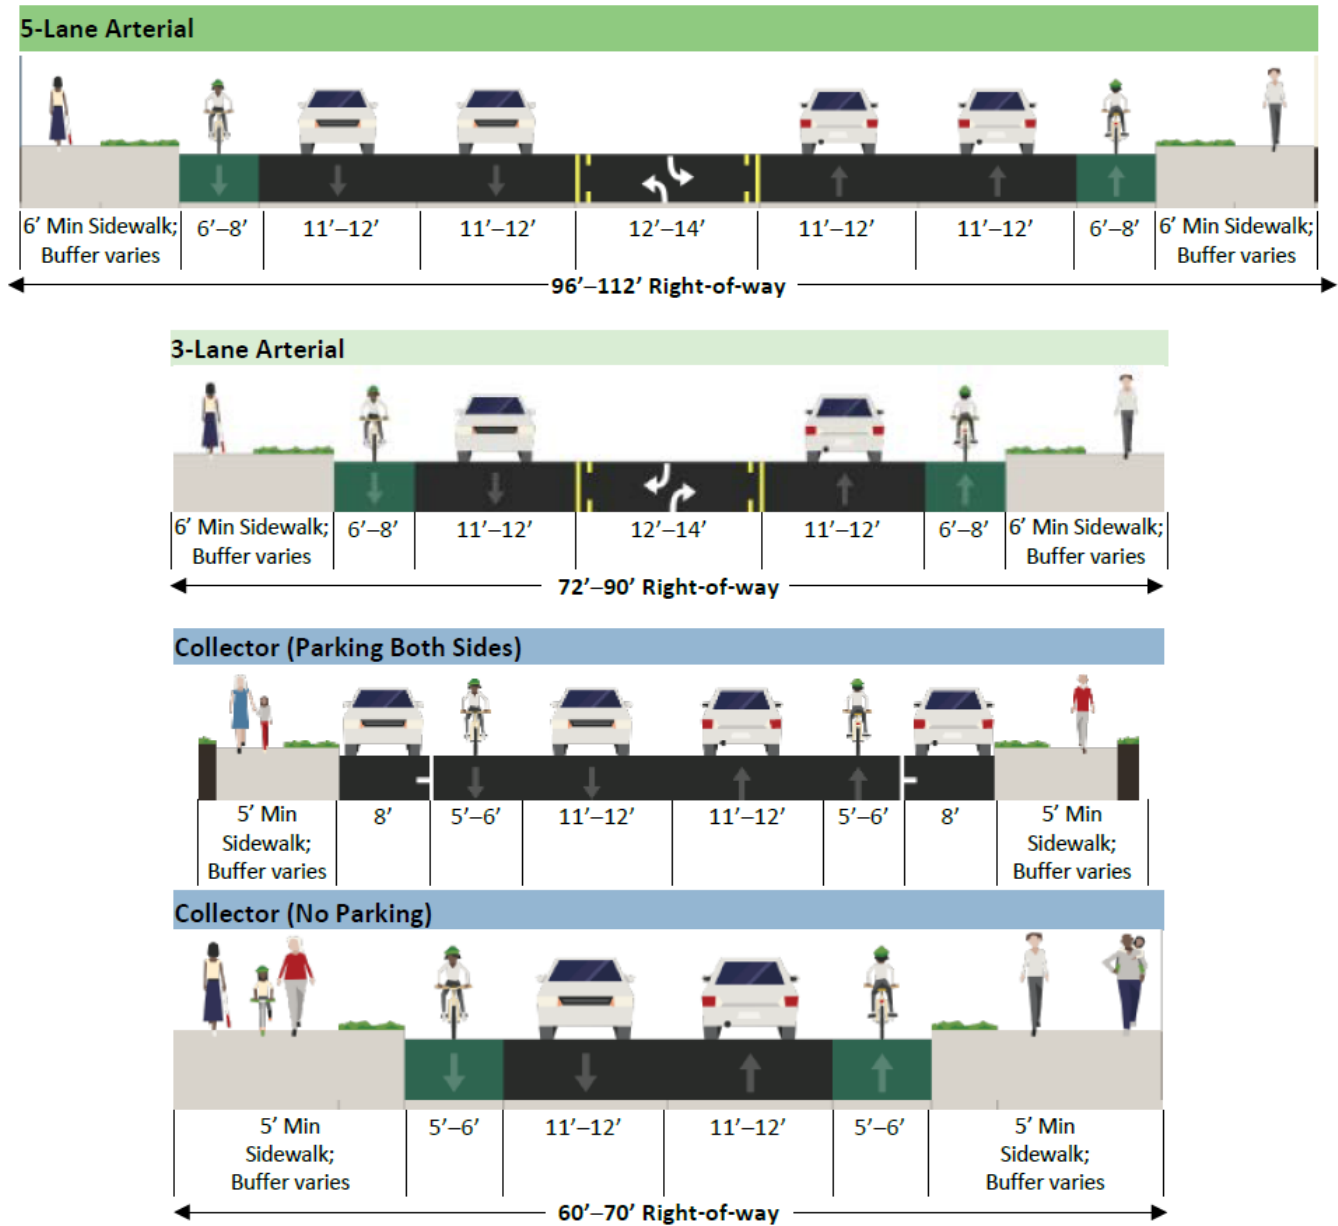 5-Lane Arterial
6’ Min Sidewalk; 6’–8’ 11’–12’ 11’–12’ 12’–14’ 11’–12’ 11’–12’ 6’–8’ 6’ Min Sidewalk;
Buffer varies Buffer varies
96’–112’ Right-of-way
3-Lane Arterial
6’ Min Sidewalk; 6’–8’ 11’–12’ 12’–14’ 11’–12’ 6’–8’ 6’ Min Sidewalk;
Buffer varies Buffer varies
72’–90’ Right-of-way
Collector (Parking Both Sides)
5’ Min 8’ 5’–6’ 11’–12’ 11’–12’ 5’–6’ 8’ 5’ Min
Sidewalk; Sidewalk;
Buffer varies Buffer varies
Collector (No Parking)
5’ Min 5’–6’ 11’–12’ 11’–12’ 5’–6’ 5’ Min
Sidewalk; Sidewalk;
Buffer varies Buffer varies
60’–70’ Right-of-way